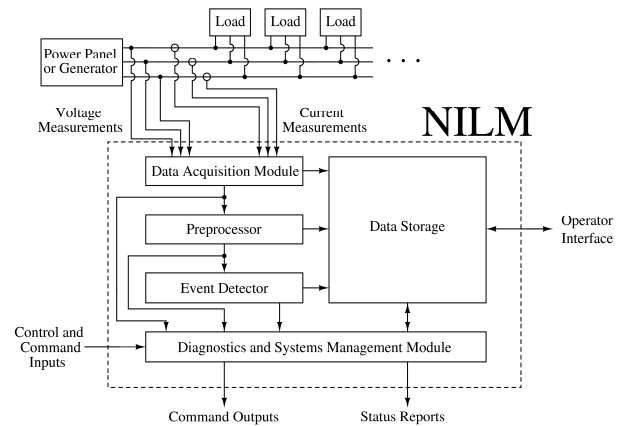 Load Load Load
Power Panel
or Generator
. . .
Voltage
Measurements
Current
Measurements
NILM
Data Acquisition Module
Preprocessor
Data Storage
Operator
Interface
Event Detector
Control and
Command
Inputs
Diagnostics and Systems Management Module
Command Outputs
Status Reports